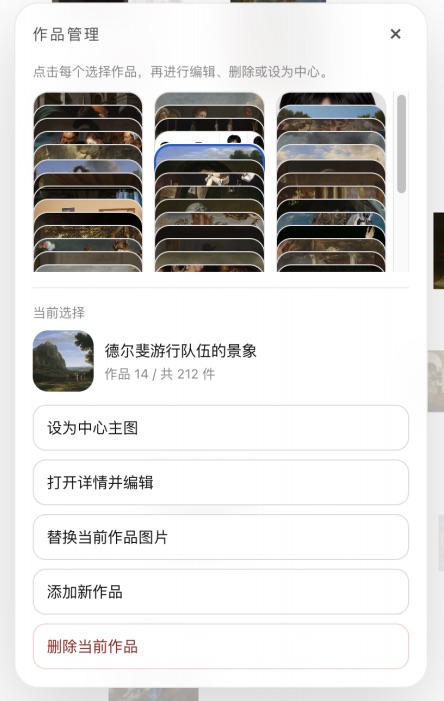 作品管理
点击每个选择作品，再进行编辑、删除或设为中心。
当前选择
德尔斐游行队伍的景象
作品 14 / 共 212 件
设为中心主图
打开详情并编辑
替换当前作品图片
添加新作品
删除当前作品